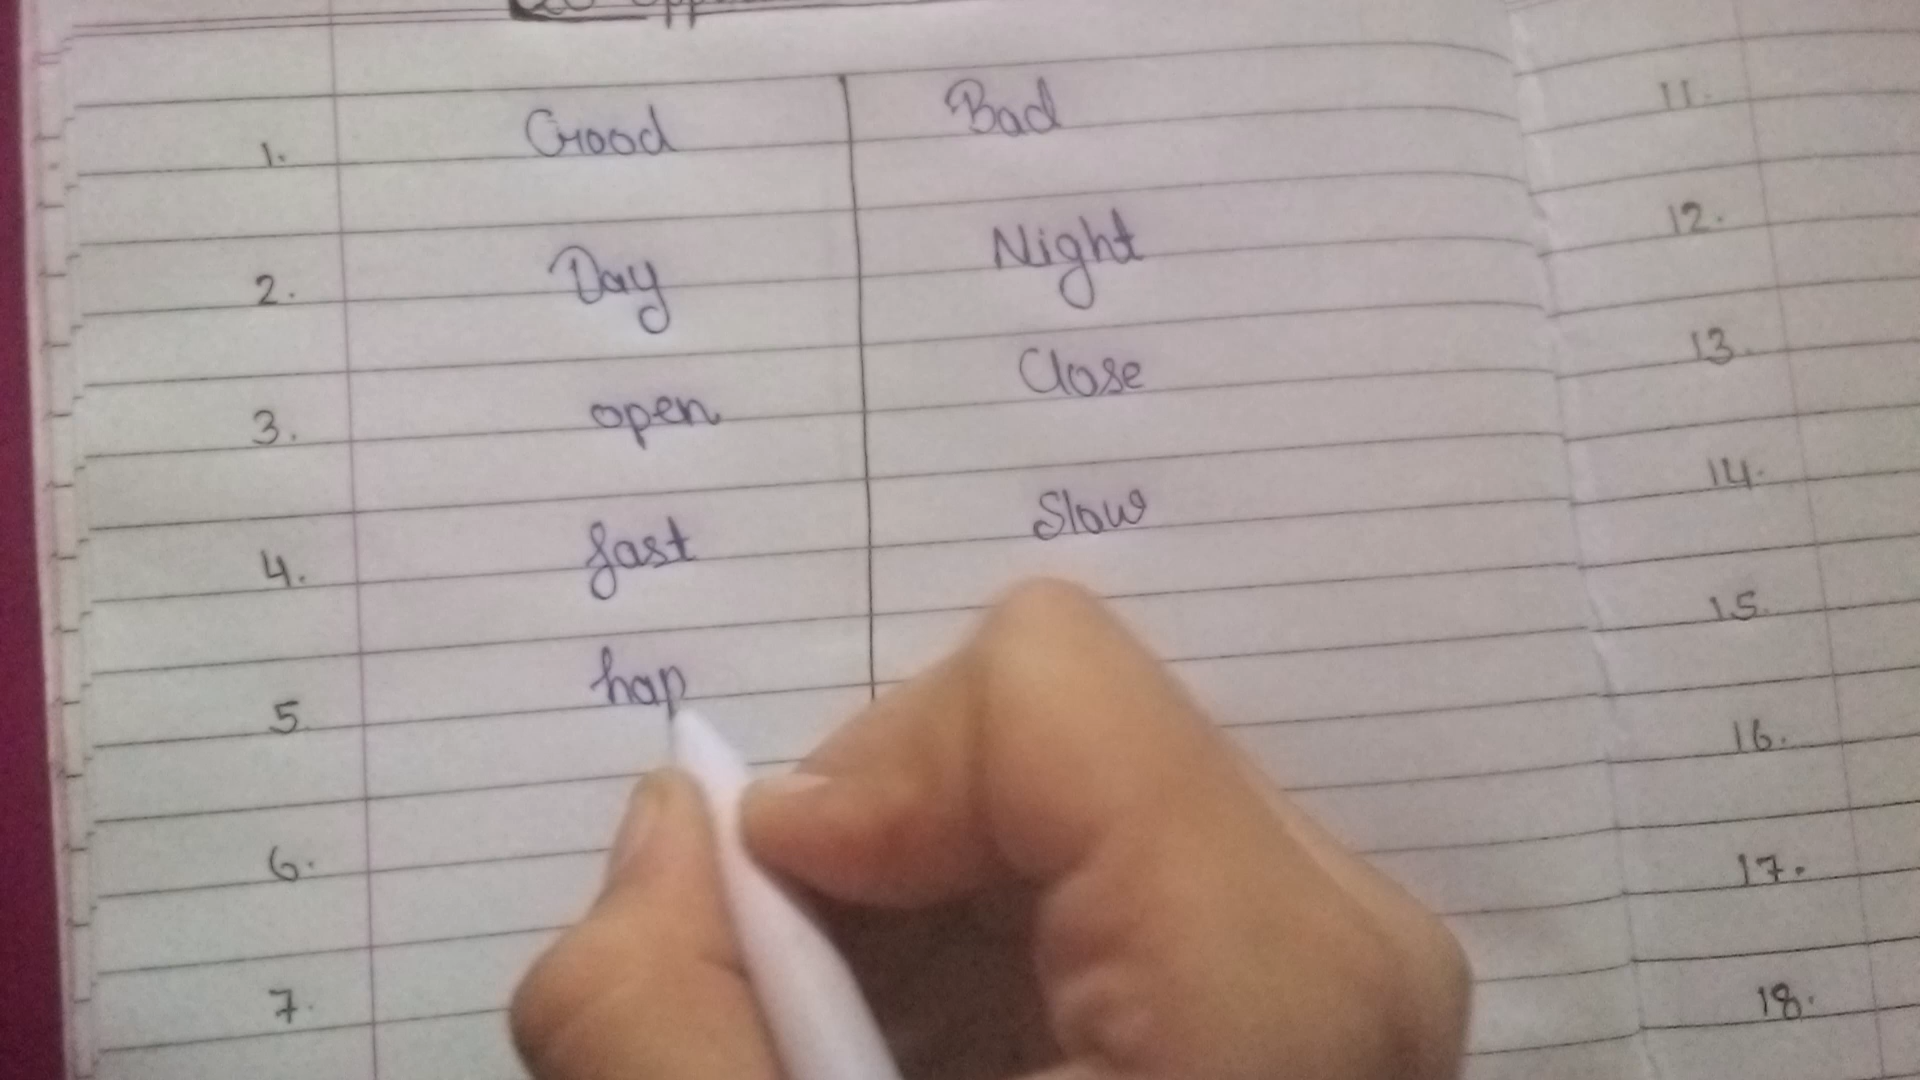 1. Good Bad
2. Day Night
3. open Close
4. fast Slow
5. hap
6.
7.
11.
12.
13.
14.
15.
16.
17.
18.